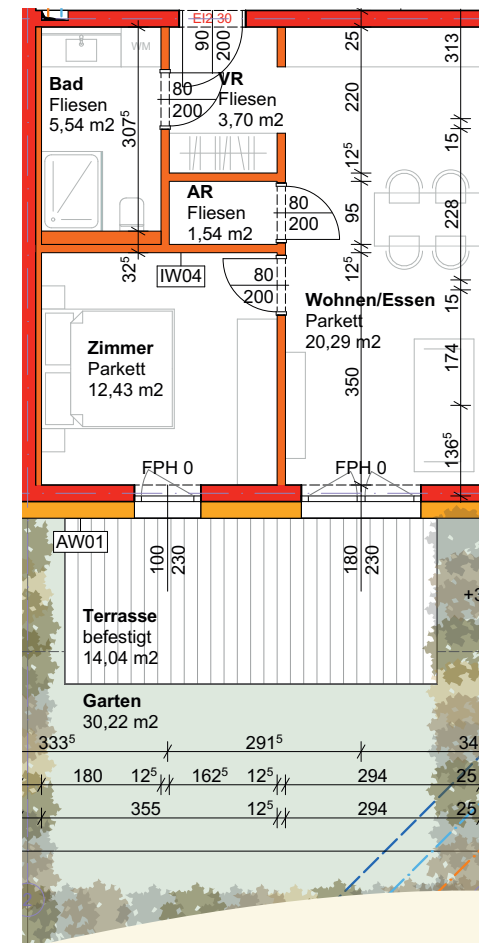 EI2 30
WM
90
200
25
313
Bad
Fliesen
5,54 m2
307⁵
80
200
VR
Fliesen
3,70 m2
220
15
12⁵
AR
Fliesen
1,54 m2
80
200
95
228
32⁵
IW04
80
200
12⁵
Wohnen/Essen
Parkett
20,29 m2
15
Zimmer
Parkett
12,43 m2
350
174
136⁵
FPH 0
FPH 0
AW01
100
230
180
230
+3
Terrasse
befestigt
14,04 m2
Garten
30,22 m2
333⁵ 291⁵ 34
180 12⁵ 162⁵ 12⁵ 294 25
355 12⁵ 294 25